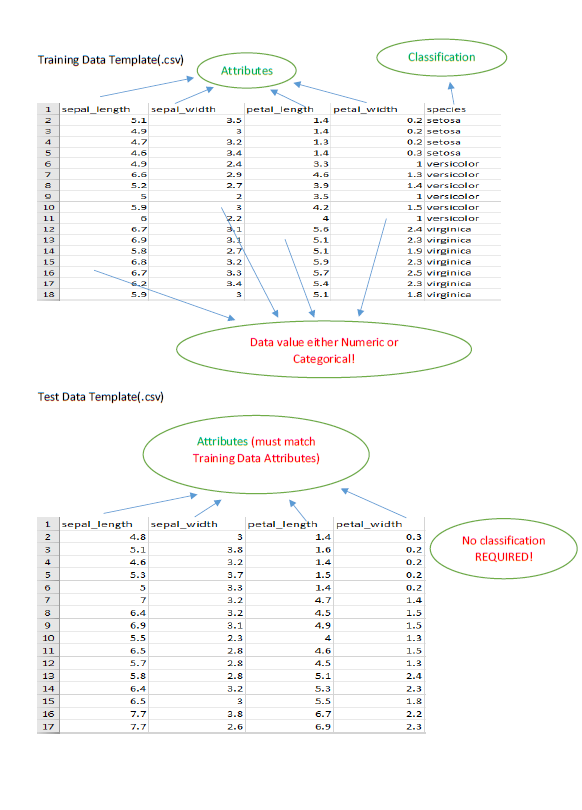 Training Data Template(.csv)
Attributes
Classification
1 sepal_length sepal_width petal_length petal_width species
2 5.1 3.5 1.4 0.2 setosa
3 4.9 3 1.4 0.2 setosa
4 4.7 3.2 1.3 0.2 setosa
5 4.6 3.4 1.4 0.3 setosa
6 4.9 2.4 3.3 1 versicolor
7 6.6 2.9 4.6 1.3 versicolor
8 5.2 2.7 3.9 1.4 versicolor
9 5 2 3.5 1 versicolor
10 5.9 3 4.2 1.5 versicolor
11 6 2.2 4 1 versicolor
12 6.7 3.1 5.6 2.4 virginica
13 6.9 3.1 5.1 2.3 virginica
14 5.8 2.7 5.1 1.9 virginica
15 6.8 3.2 5.9 2.3 virginica
16 6.7 3.3 5.7 2.5 virginica
17 6.2 3.4 5.4 2.3 virginica
18 5.9 3 5.1 1.8 virginica
Data value either Numeric or
Categorical!
Test Data Template(.csv)
Attributes (must match
Training Data Attributes)
1 sepal_length sepal_width petal_length petal_width
2 4.8 3 1.4 0.3
3 5.1 3.8 1.6 0.2
4 4.6 3.2 1.4 0.2
5 5.3 3.7 1.5 0.2
6 5 3.3 1.4 0.2
7 7 3.2 4.7 1.4
8 6.4 3.2 4.5 1.5
9 6.9 3.1 4.9 1.5
10 5.5 2.3 4 1.3
11 6.5 2.8 4.6 1.5
12 5.7 2.8 4.5 1.3
13 5.8 2.8 5.1 2.4
14 6.4 3.2 5.3 2.3
15 6.5 3 5.5 1.8
16 7.7 3.8 6.7 2.2
17 7.7 2.6 6.9 2.3
No classification
REQUIRED!